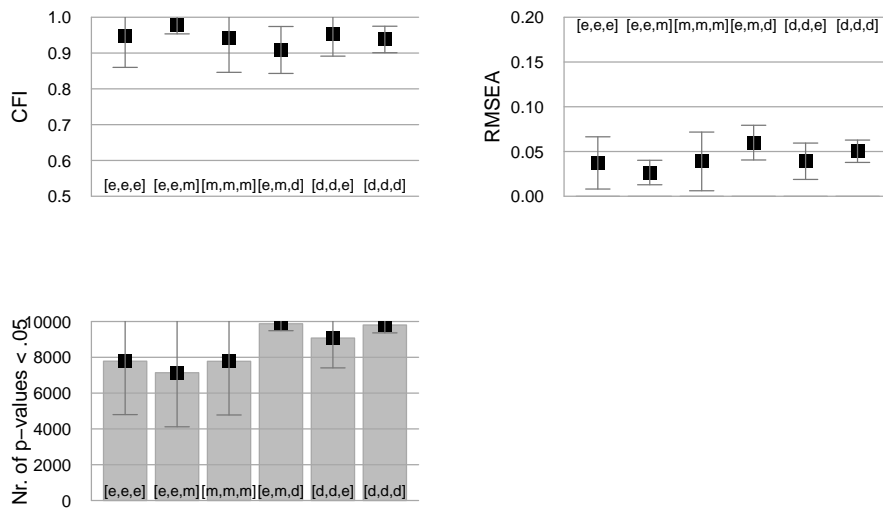 CFI
1.0
0.9
0.8
0.7
0.6
0.5
[e,e,e] [e,e,m] [m,m,m] [e,m,d] [d,d,e] [d,d,d]
RMSEA
0.20
0.15
0.10
0.05
0.00
[e,e,e] [e,e,m] [m,m,m] [e,m,d] [d,d,e] [d,d,d]
Nr. of p−values < .05
10000
8000
6000
4000
2000
0
[e,e,e] [e,e,m] [m,m,m] [e,m,d] [d,d,e] [d,d,d]